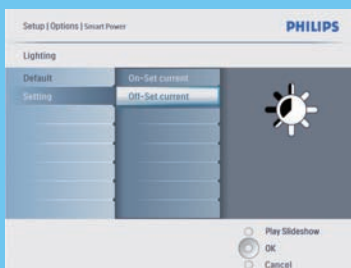 Setup | Options | Smart Power
PHILIPS
Lighting
Default
On-Set current
Setting
Off-Set current
Play Slideshow
OK
Cancel